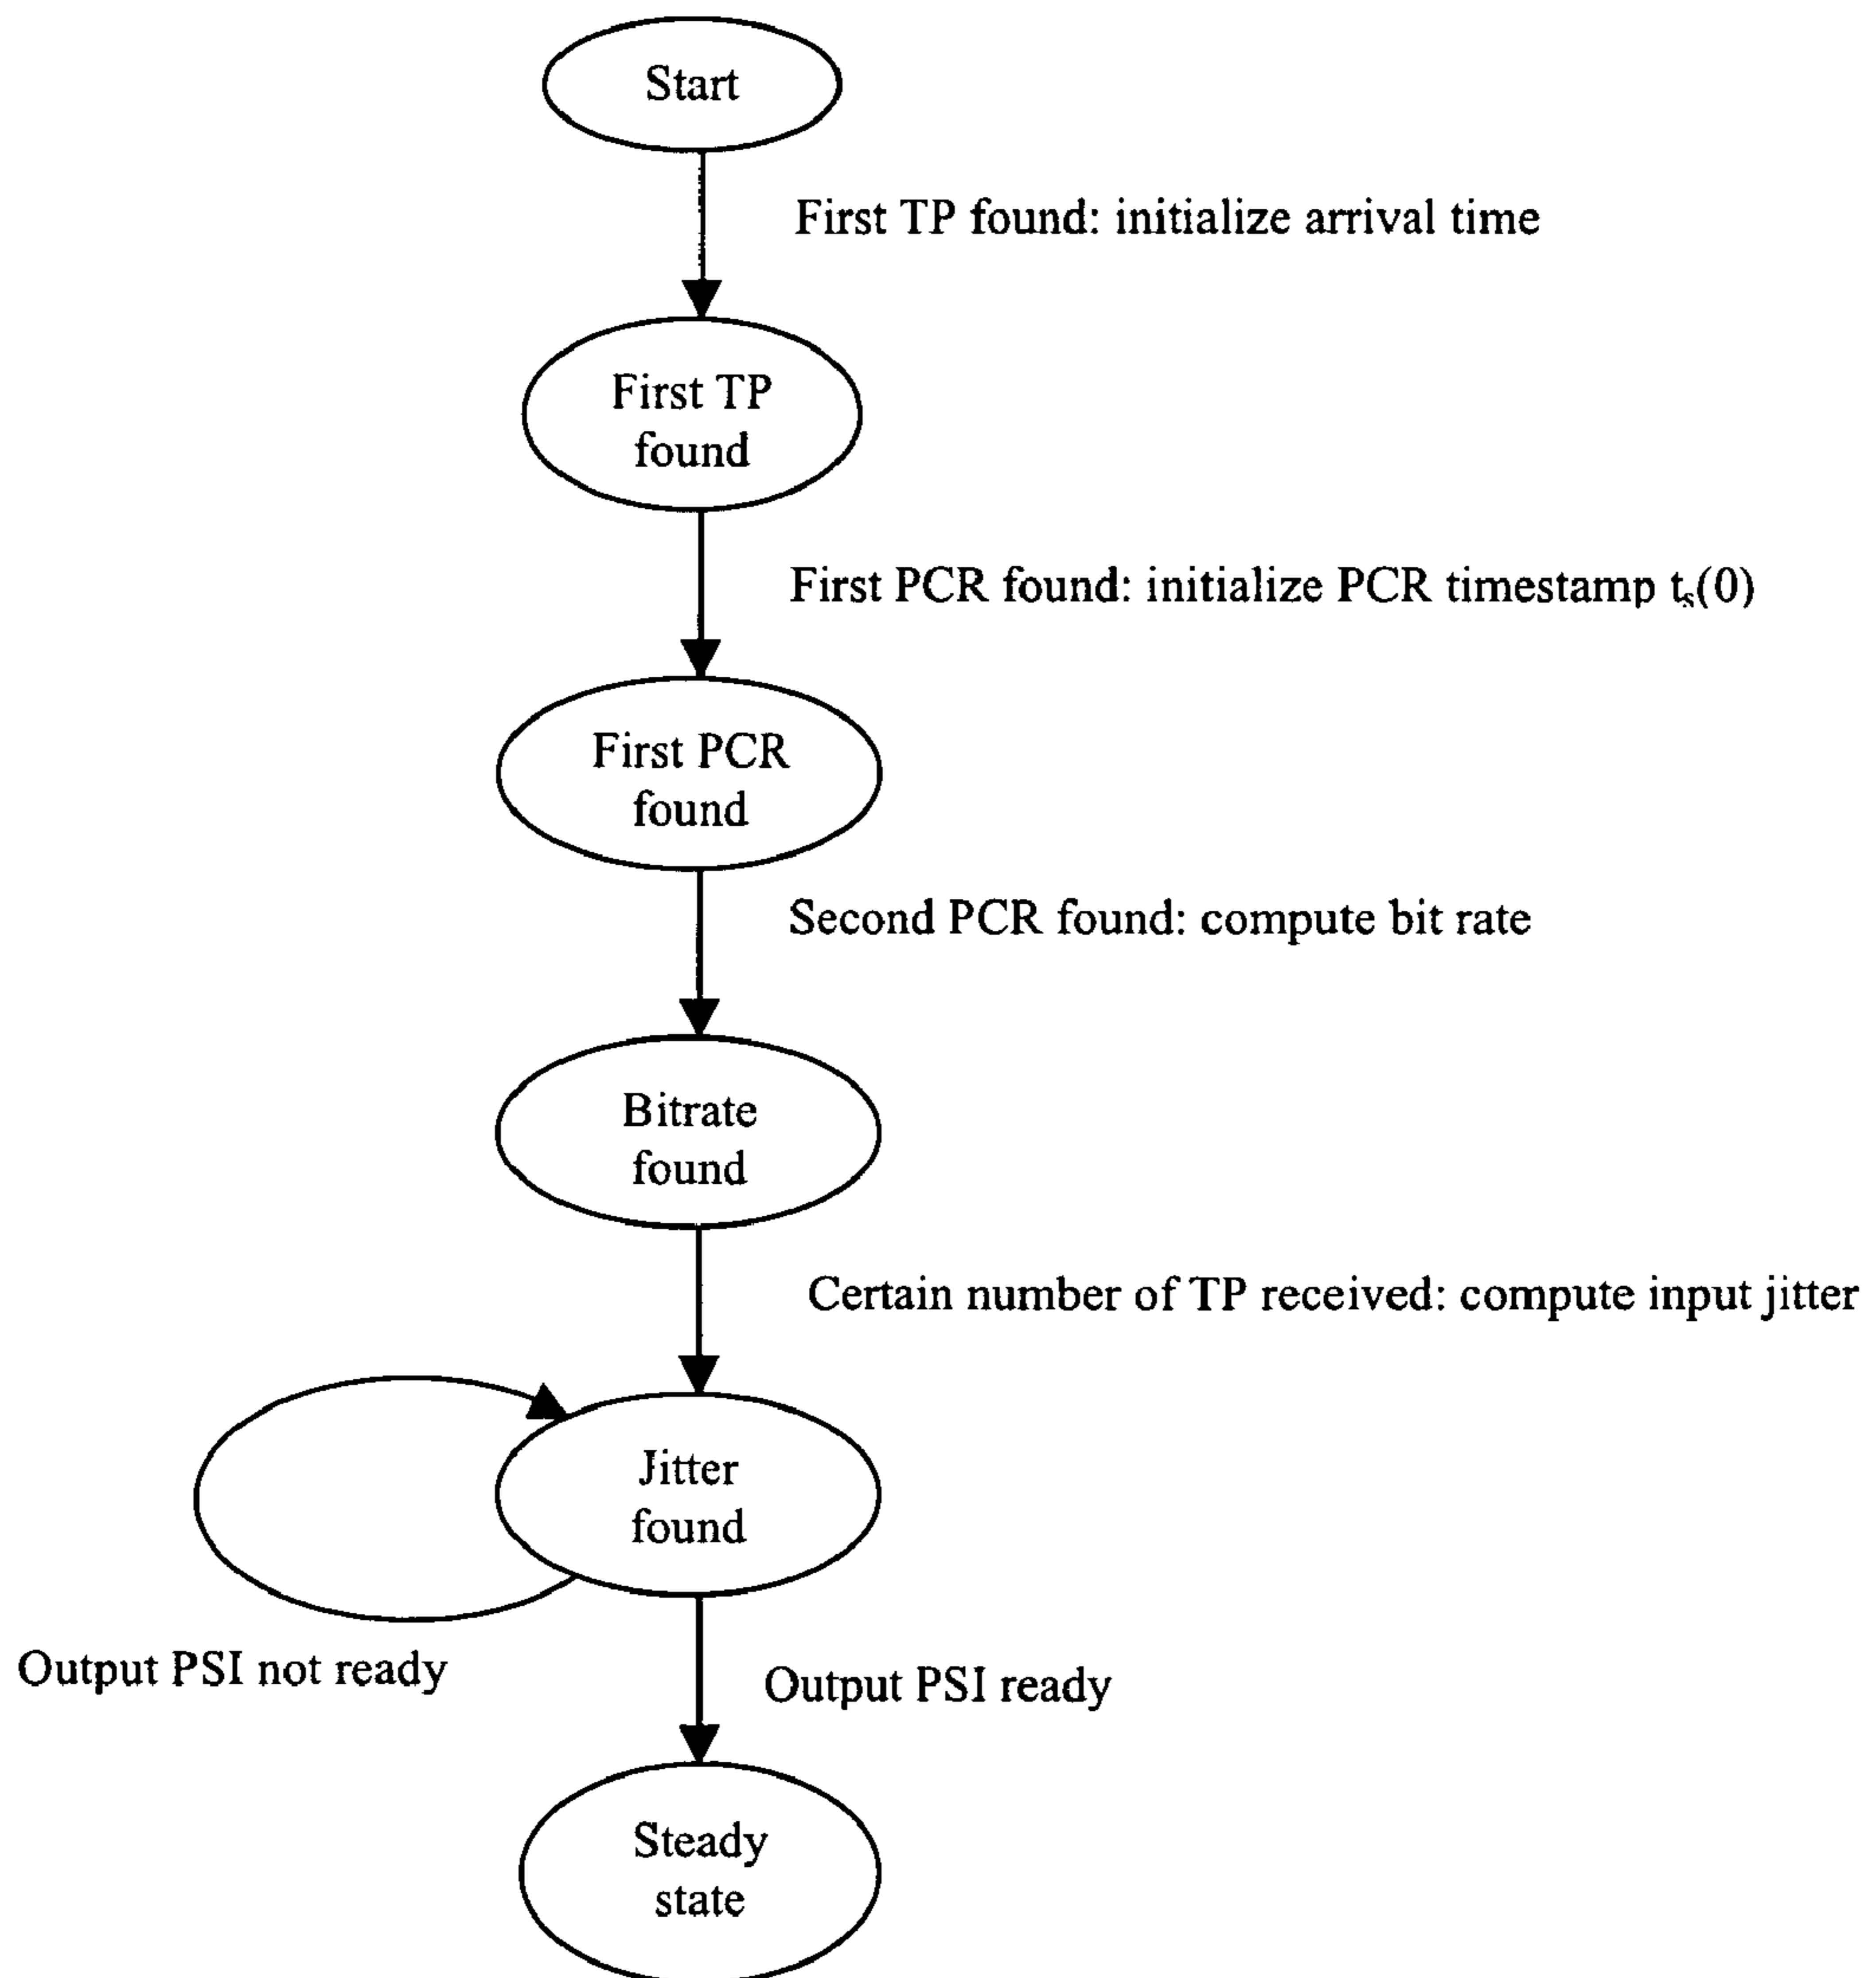 Start
First TP found: initialize arrival time
First TP
found
First PCR found: initialize PCR timestamp tₛ(0)
First PCR
found
Second PCR found: compute bit rate
Bitrate
found
Certain number of TP received: compute input jitter
Jitter
found
Output PSI not ready
Output PSI ready
Steady
state